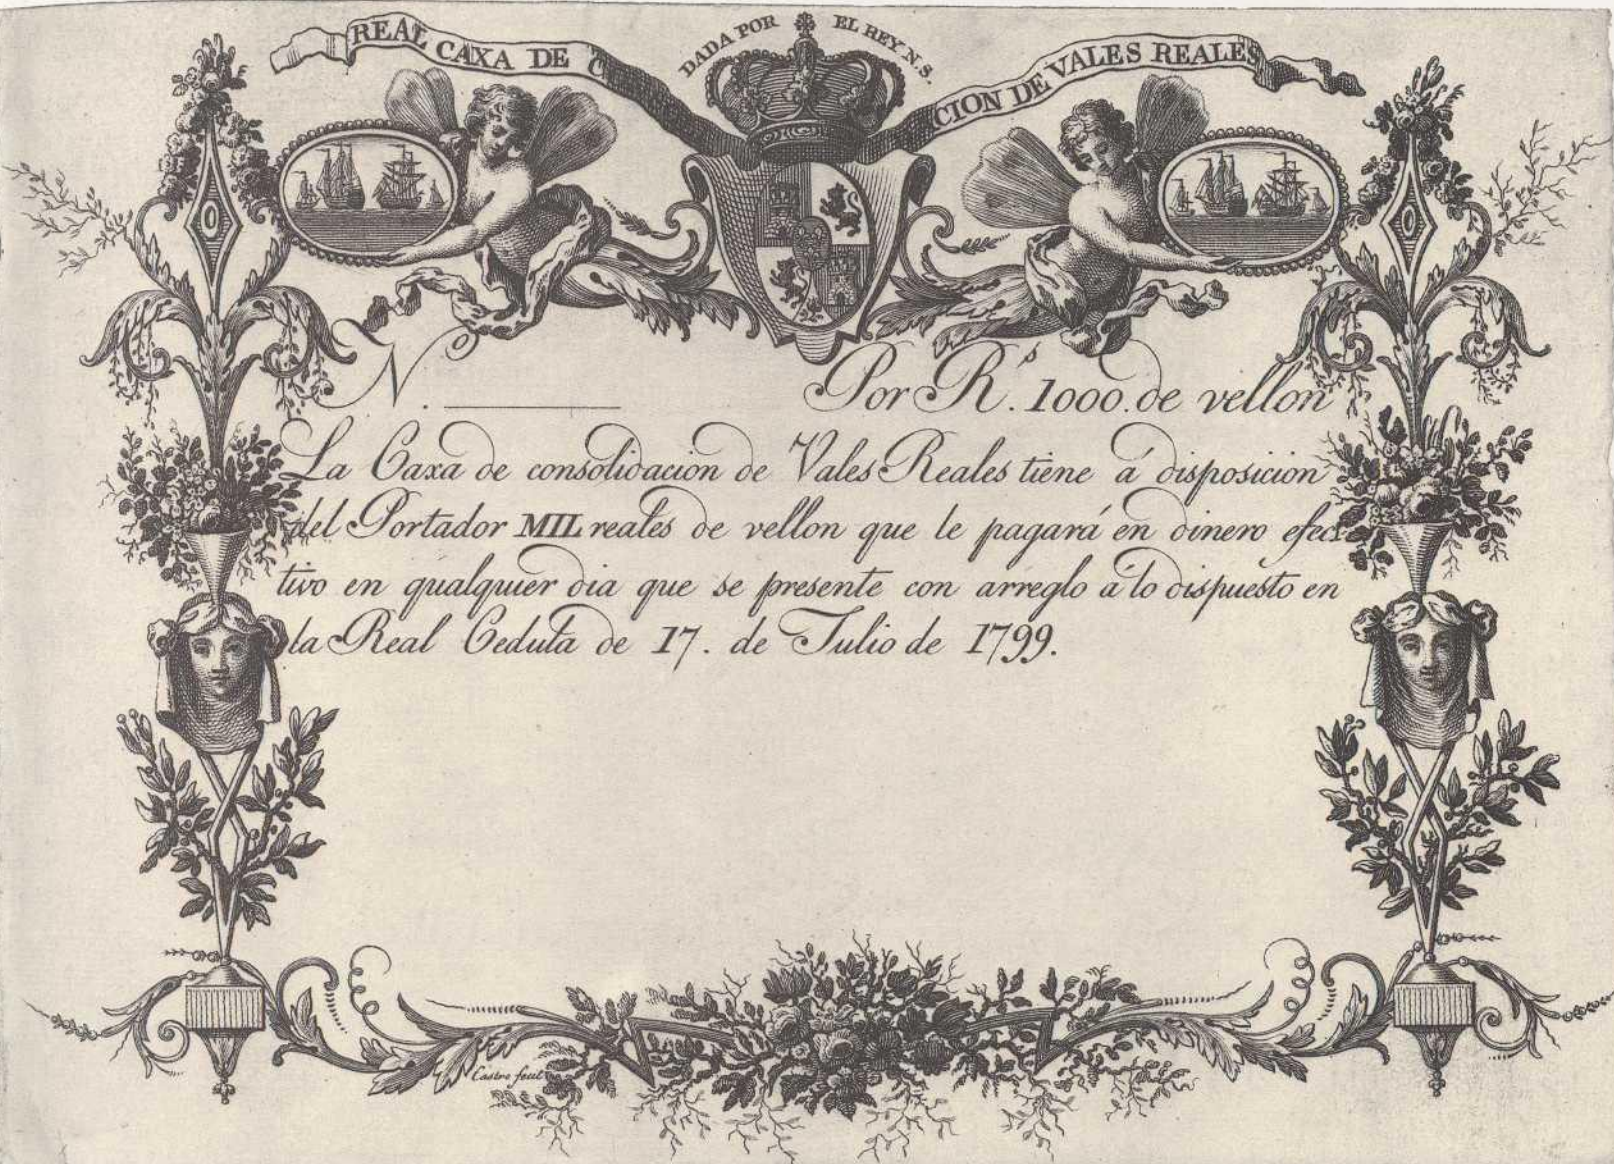 REAL CAXA DE C
DADA POR EL REY N.S.
CION DE VALES REALES
N.º
Por R.s 1000. de vellon
La Caxa de consolidacion de Vales Reales tiene á disposicion
del Portador MIL reales de vellon que le pagará en dinero efec
tivo en qualquier dia que se presente con arreglo á lo dispuesto en
la Real Cedula de 17. de Julio de 1799.
Castro fecit